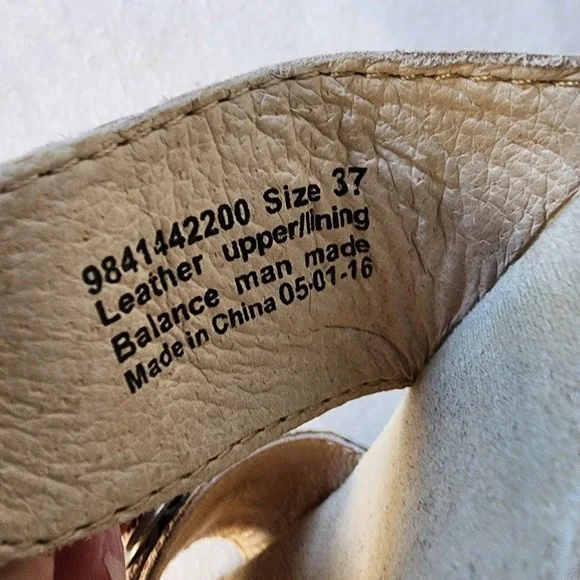 9841442200 Size 37
Leather upper/lining
Balance man made
Made in China 05-01-16